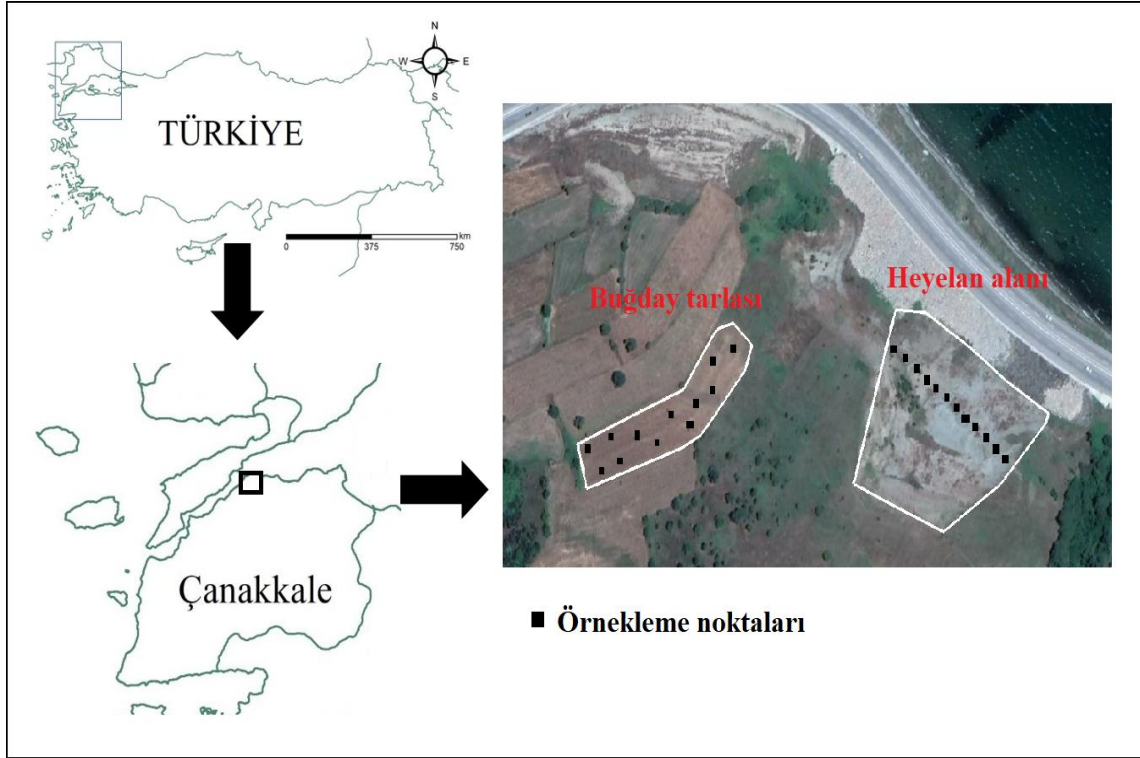 N
W
E
S
TÜRKİYE
km
0
375
750
Çanakkale
Buğday tarlası
Heyelan alanı
Örnekleme noktaları